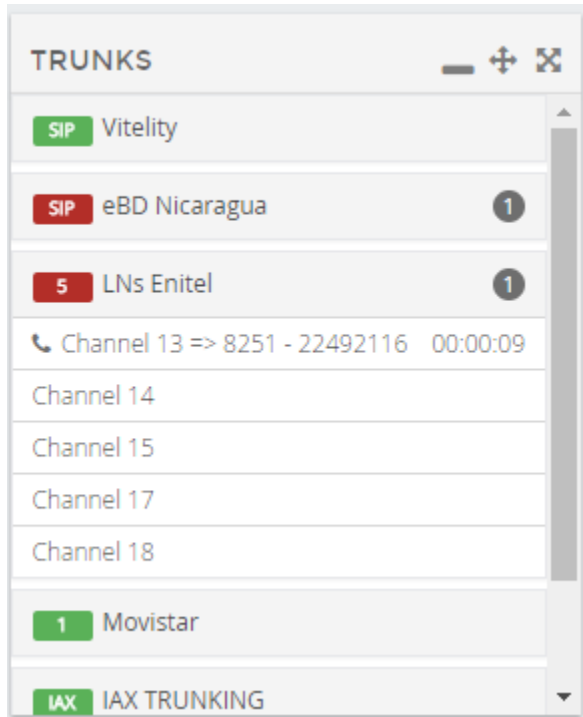 TRUNKS
SIP Vitelity
SIP eBD Nicaragua 1
5 LNs Enitel 1
Channel 13 => 8251 - 22492116 00:00:09
Channel 14
Channel 15
Channel 17
Channel 18
1 Movistar
IAX IAX TRUNKING